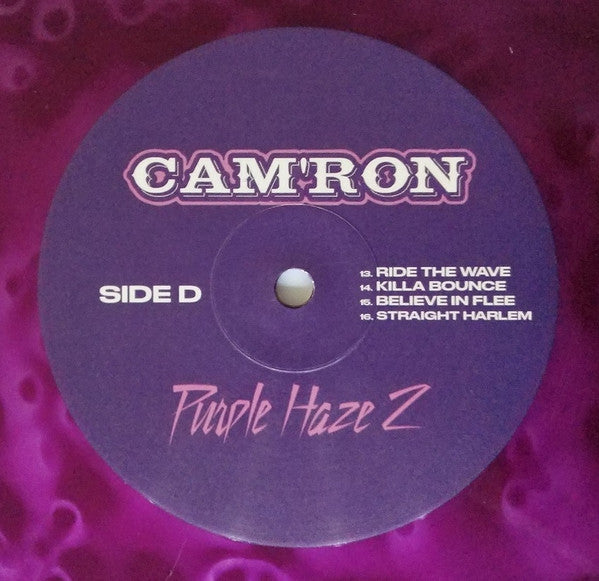 CAM'RON
SIDE D
13. RIDE THE WAVE
14. KILLA BOUNCE
15. BELIEVE IN FLEE
16. STRAIGHT HARLEM
Purple Haze 2